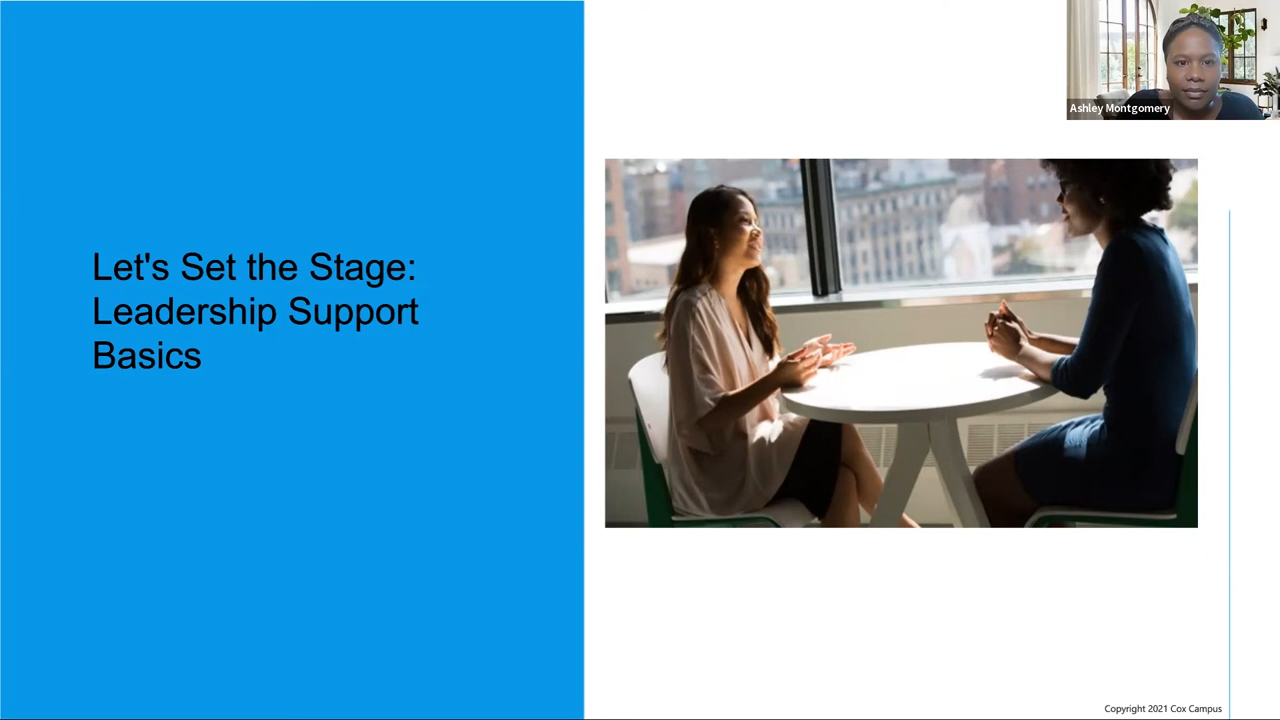 Ashley Montgomery
Let's Set the Stage:
Leadership Support
Basics
Copyright 2021 Cox Campus